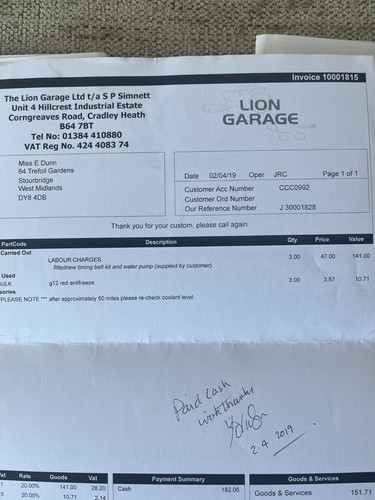 Invoice 10001815
The Lion Garage Ltd t/a S P Simnett
Unit 4 Hillcrest Industrial Estate
Corngreaves Road, Cradley Heath
B64 7BT
Tel No: 01384 410880
VAT Reg No. 424 4083 74
LION
GARAGE
Miss E Dunn
64 Trefoil Gardens
Stourbridge
West Midlands
DY8 4DB
Date 02/04/19 Oper JRC Page 1 of 1
Customer Acc Number CCC0992
Customer Ord Number
Our Reference Number J 30001828
Thank you for your custom, please call again.
PartCode Description Qty Price Value
Carried Out
LABOUR CHARGES 3.00 47.00 141.00
fittednew timing belt kit and water pump (supplied by customer).
Used
ULK g12 red antifreeze 3.00 3.57 10.71
sories
PLEASE NOTE *** after approximately 50 miles please re-check coolant level.
Paid Cash
with thanks
2.4.2019
at Rate Goods Vat Payment Summary Goods & Services
1 20.00% 141.00 28.20 Cash 182.05 Goods & Services 151.71
5 20.00% 10.71 2.14